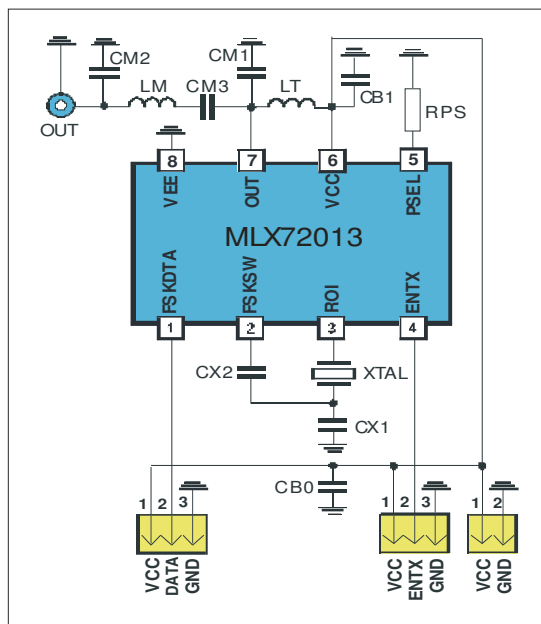 CM2
CM1
LM
CM3
LT
CB1
RPS
OUT
8
7
6
5
VEE
OUT
VCC
PSEL
MLX72013
FSKDTA
FSKSW
ROI
ENTX
1
2
3
4
CX2
XTAL
CX1
CB0
1 2 3
1 2 3
1 2
VCC
DATA
GND
VCC
ENTX
GND
VCC
GND